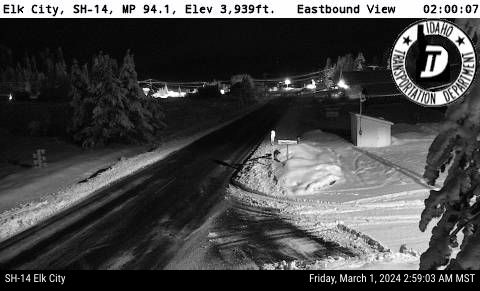 Elk City, SH-14, MP 94.1, Elev 3,939ft. Eastbound View 02:00:07
IDAHO
TRANSPORTATION DEPARTMENT
SH-14 Elk City Friday, March 1, 2024 2:59:03 AM MST